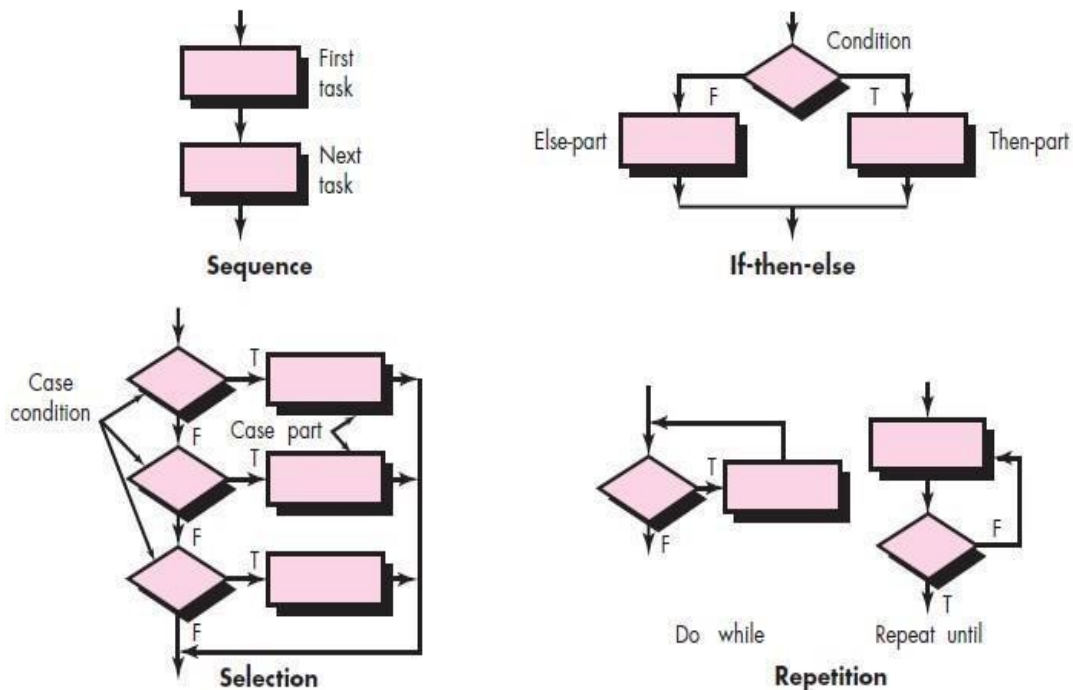 First
task
Next
task
Sequence
Condition
F
T
Else-part
Then-part
If-then-else
Case
condition
T
F
Case part
T
F
T
F
Selection
T
F
F
T
Do while
Repeat until
Repetition